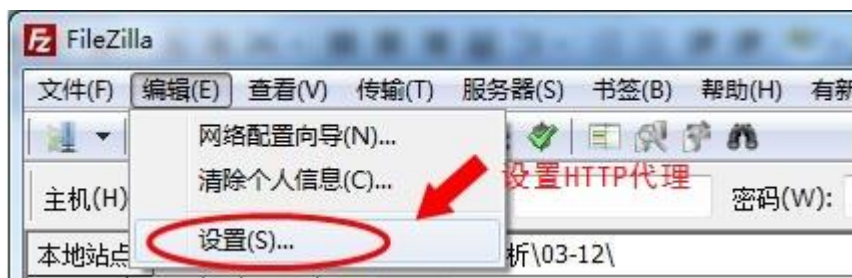 FileZilla
文件(F) 编辑(E) 查看(V) 传输(T) 服务器(S) 书签(B) 帮助(H) 有新
网络配置向导(N)...
清除个人信息(C)...
设置HTTP代理
主机(H) 密码(W):
设置(S)...
本地站点 析\03-12\